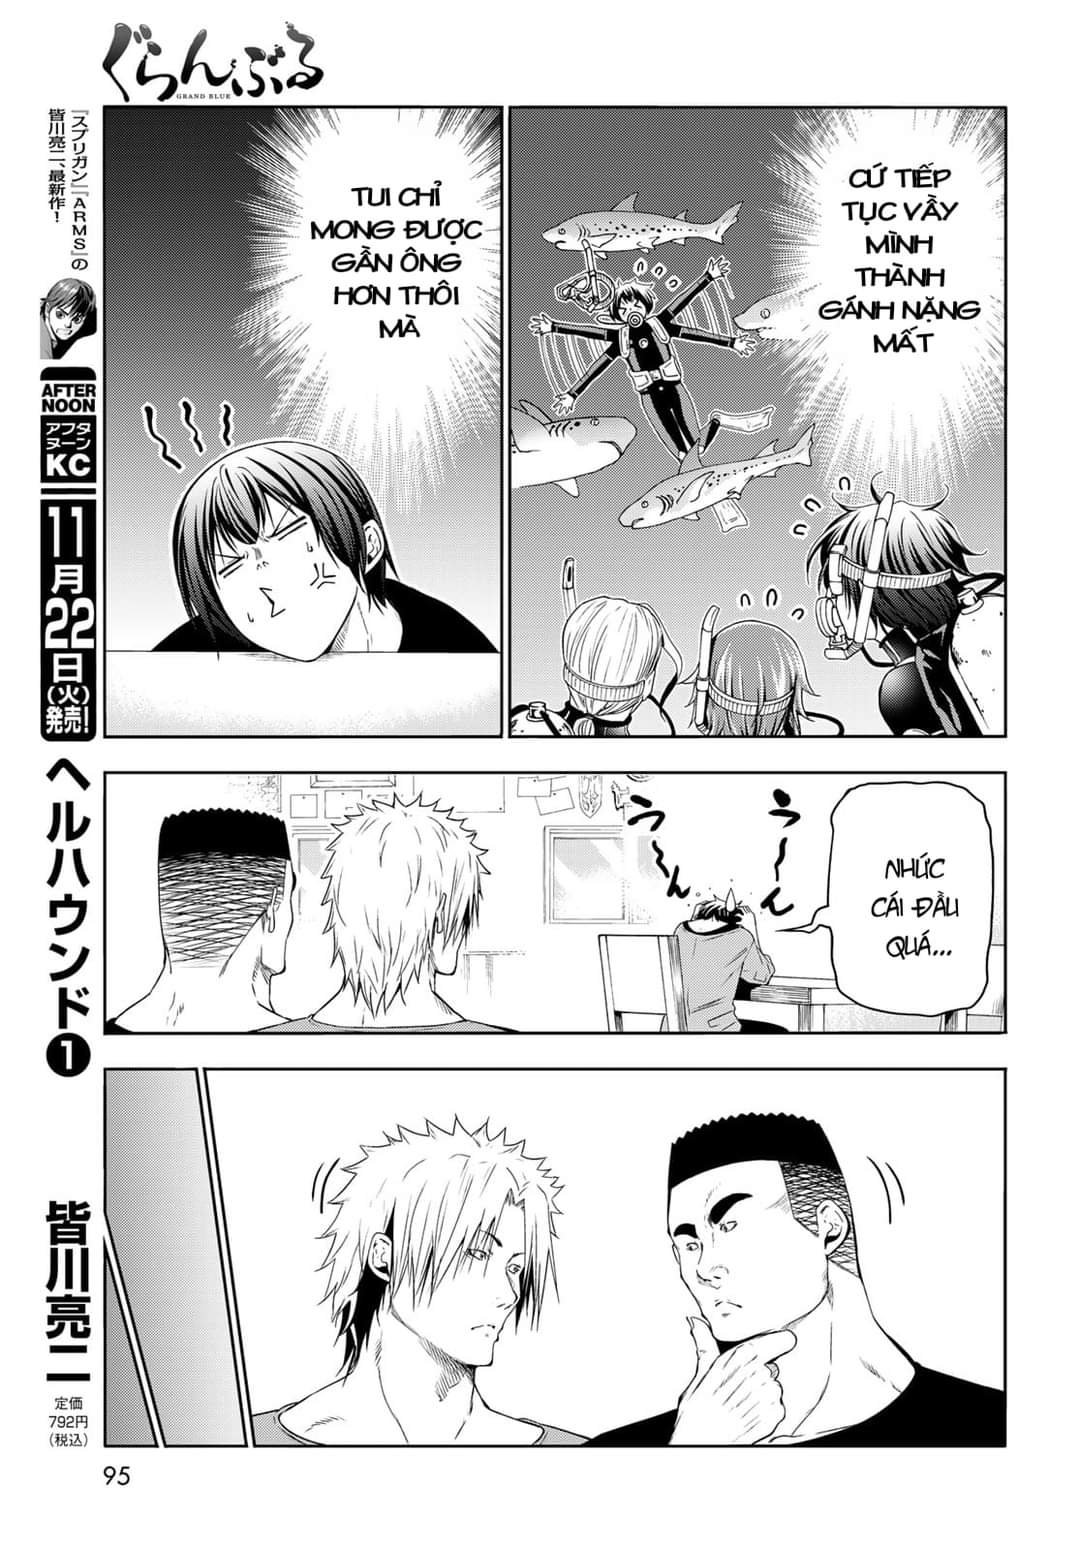 ぐらんぶる
GRAND BLUE
CỨ TIẾP
TỤC VẦY
MÌNH
THÀNH
GÁNH NẶNG
MẤT
TUI CHỈ
MONG ĐƯỢC
GẦN ÔNG
HƠN THÔI
MÀ
う〜ん
う〜ん
NHỨC
CÁI ĐẦU
QUÁ...
『スプリガン』『ARMS』の
皆川亮二、最新作！
AFTER
NOON
アフタ
ヌーン
KC
11月22日(火)発売!
ヘルハウンド1
皆川亮二
定価
792円
(税込)
95